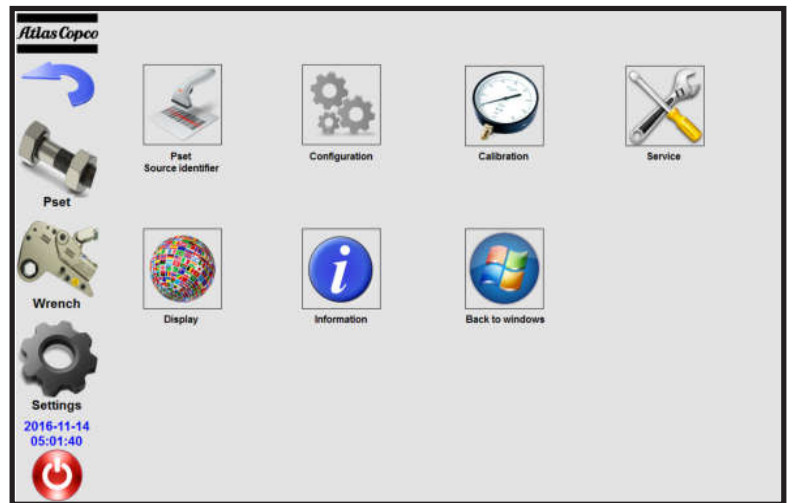 Atlas Copco
Pset
Wrench
Settings
2016-11-14
05:01:40
Pset
Source identifier
Configuration
Calibration
Service
Display
Information
Back to windows
i